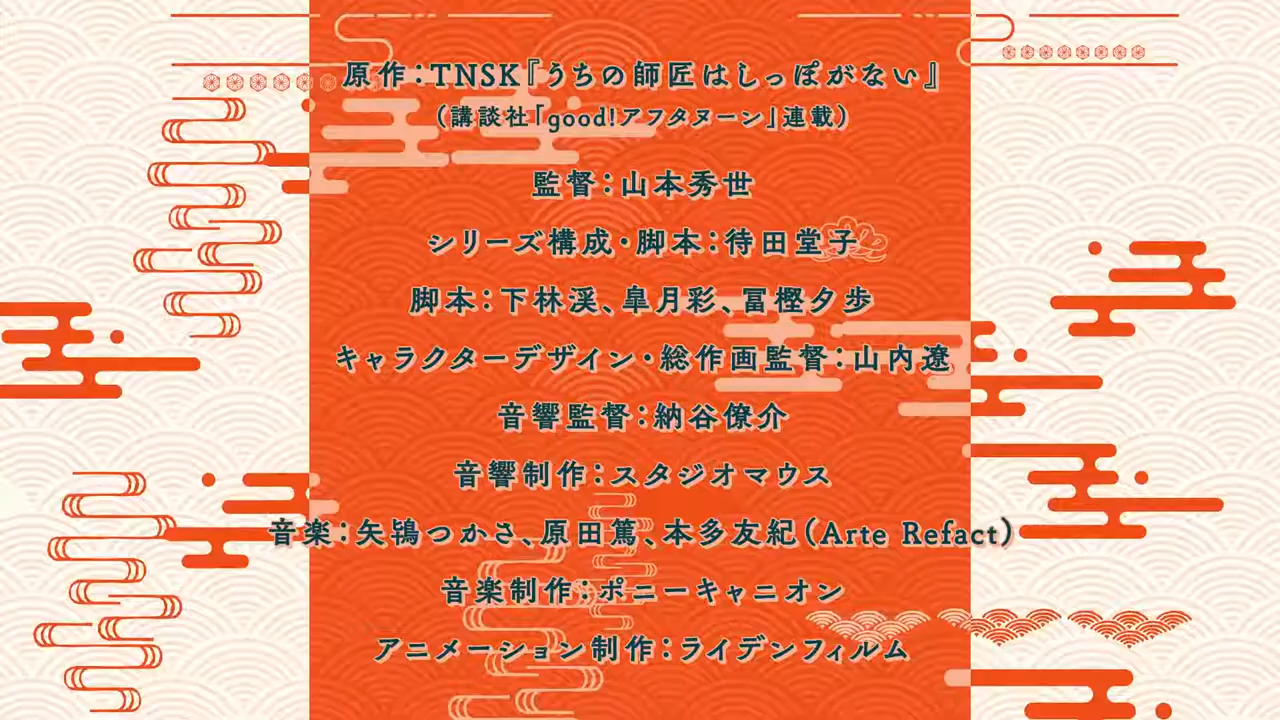 原作：TNSK『うちの師匠はしっぽがない』
（講談社「good!アフタヌーン」連載）
監督：山本秀世
シリーズ構成・脚本：待田堂子
脚本：下林渓、皐月彩、冨樫夕歩
キャラクターデザイン・総作画監督：山内遼
音響監督：納谷僚介
音響制作：スタジオマウス
音楽：矢鴇つかさ、原田篤、本多友紀（Arte Refact）
音楽制作：ポニーキャニオン
アニメーション制作：ライデンフィルム